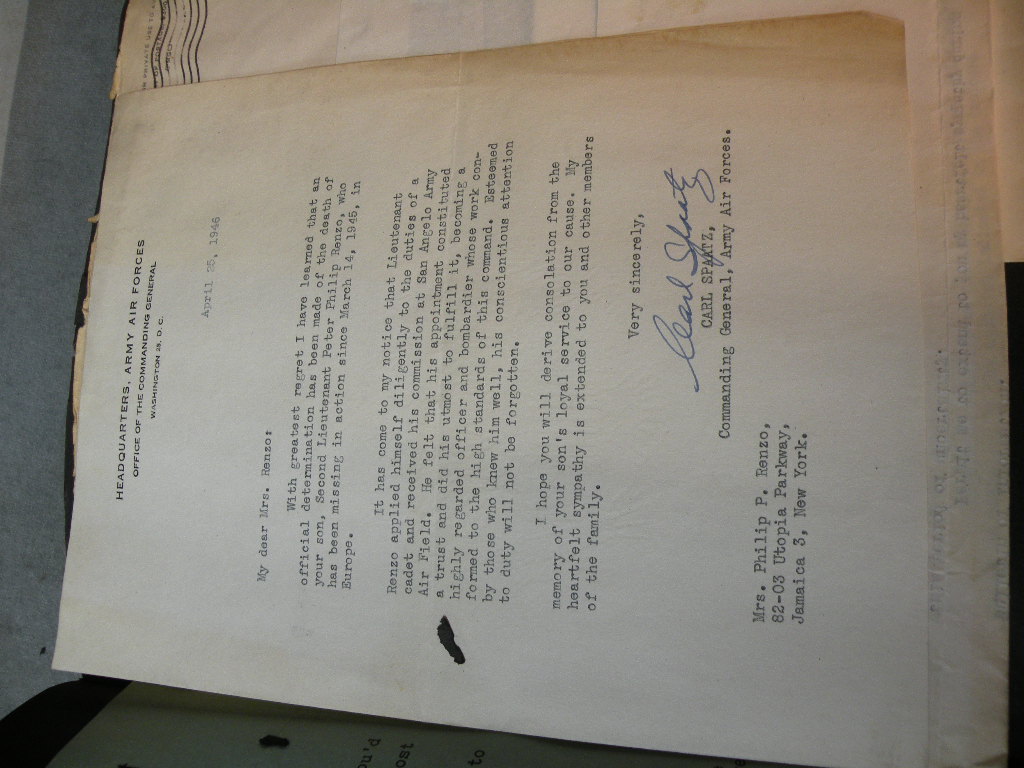 HEADQUARTERS, ARMY AIR FORCES
OFFICE OF THE COMMANDING GENERAL
WASHINGTON 25, D. C.
April 25, 1946
My dear Mrs. Renzo:
With greatest regret I have learned that an
official determination has been made of the death of
your son, Second Lieutenant Peter Philip Renzo, who
has been missing in action since March 14, 1945, in
Europe.
It has come to my notice that Lieutenant
Renzo applied himself diligently to the duties of a
cadet and received his commission at San Angelo Army
Air Field. He felt that his appointment constituted
a trust and did his utmost to fulfill it, becoming a
highly regarded officer and bombardier whose work con-
formed to the high standards of this command. Esteemed
by those who knew him well, his conscientious attention
to duty will not be forgotten.
I hope you will derive consolation from the
memory of your son's loyal service to our cause. My
heartfelt sympathy is extended to you and other members
of the family.
Very sincerely,
Carl Spaatz
CARL SPAATZ,
Commanding General, Army Air Forces.
Mrs. Philip P. Renzo,
82-03 Utopia Parkway,
Jamaica 3, New York.
ou'd
ost
to